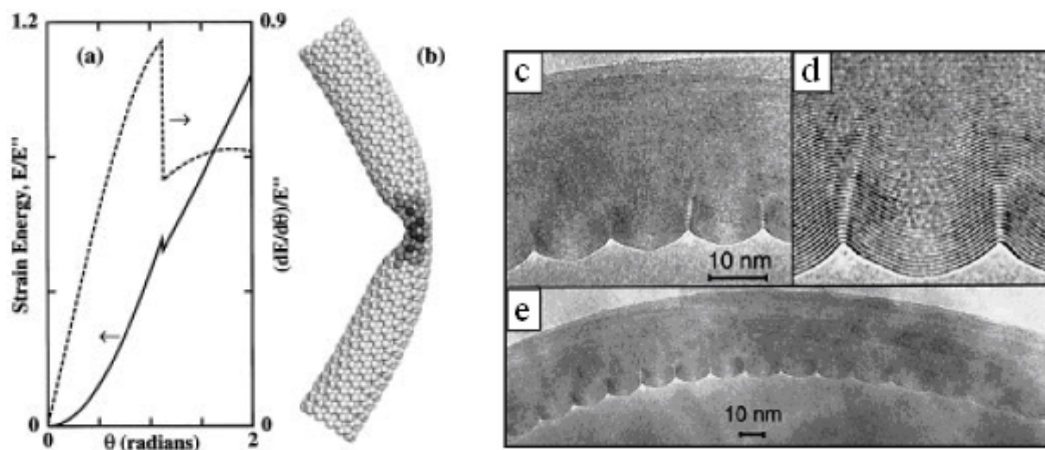 1.2
0.9
(a)
(b)
→
←
Strain Energy, E/E"
(dE/dθ)/E"
0
0
0
2
θ (radians)
c
d
10 nm
e
10 nm